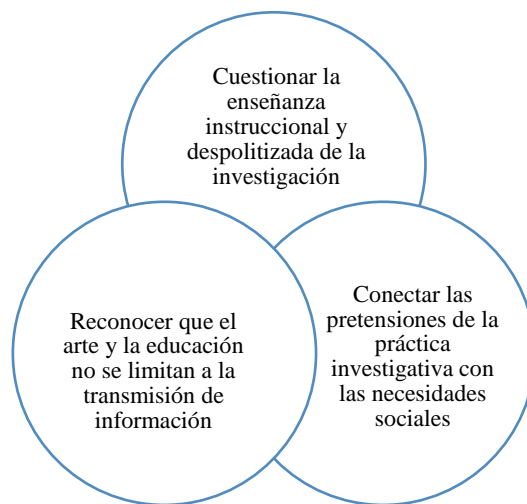 Cuestionar la
enseñanza
instruccional y
despolitizada de la
investigación
Reconocer que el
arte y la educación
no se limitan a la
transmisión de
información
Conectar las
pretensiones de la
práctica
investigativa con
las necesidades
sociales